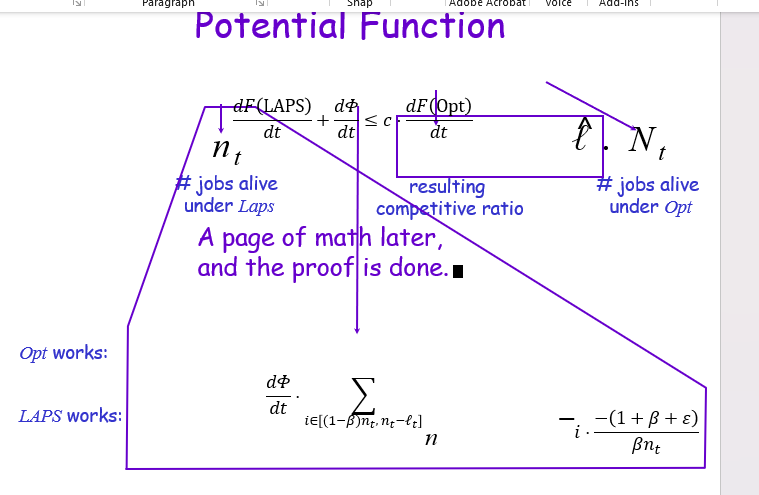 Paragraph Snap Adobe Acrobat Voice Add-ins
Potential Function
dF(LAPS)/dt + dΦ/dt ≤ c · dF(Opt)/dt
n_t
ℓ̂ · N_t
# jobs alive
under Laps
resulting
competitive ratio
# jobs alive
under Opt
A page of math later,
and the proof is done.■
Opt works:
dΦ/dt · ∑_{i∈[(1−β)n_t, n_t−ℓ_t]}
LAPS works:
n
− i · −(1 + β + ε)/βn_t